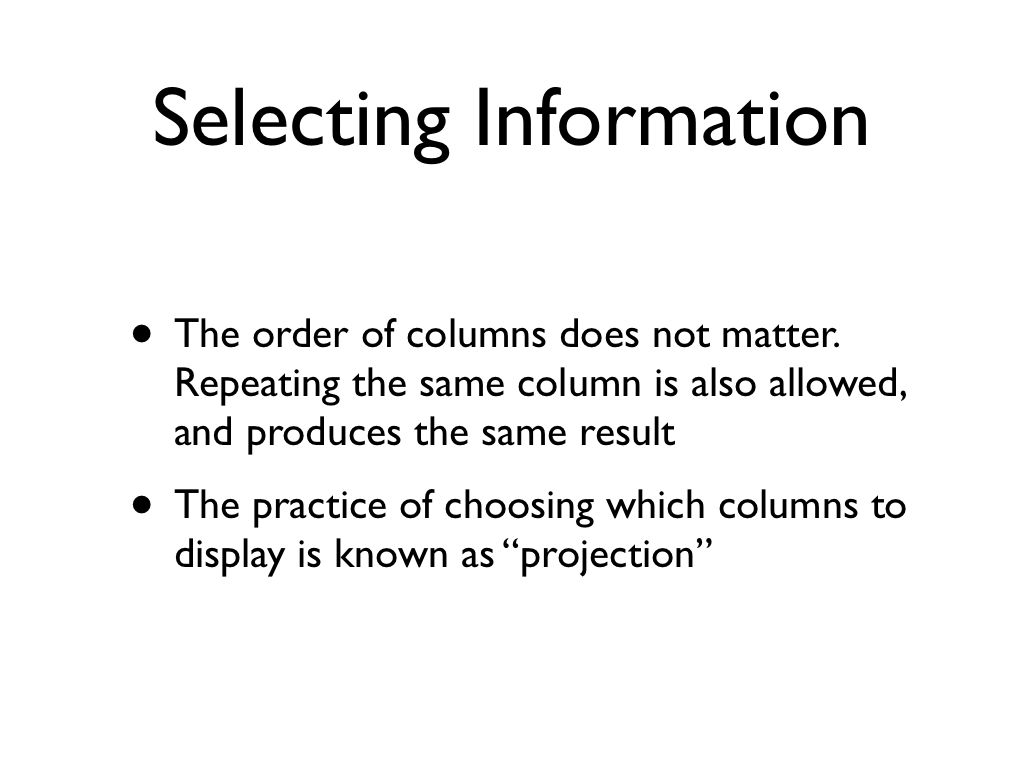 Selecting Information
• The order of columns does not matter.
Repeating the same column is also allowed,
and produces the same result
• The practice of choosing which columns to
display is known as “projection”